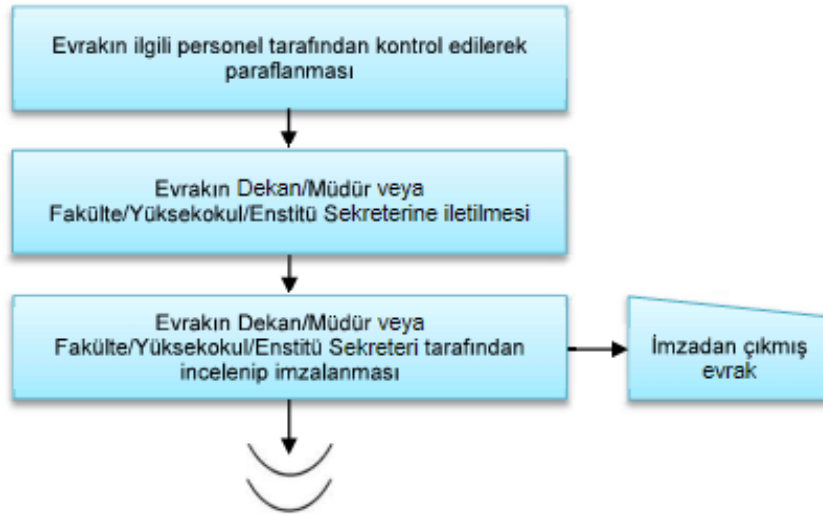 Evrakın ilgili personel tarafından kontrol edilerek
paraflanması
Evrakın Dekan/Müdür veya
Fakülte/Yüksekokul/Enstitü Sekreterine iletilmesi
Evrakın Dekan/Müdür veya
Fakülte/Yüksekokul/Enstitü Sekreteri tarafından
incelenip imzalanması
İmzadan çıkmış
evrak